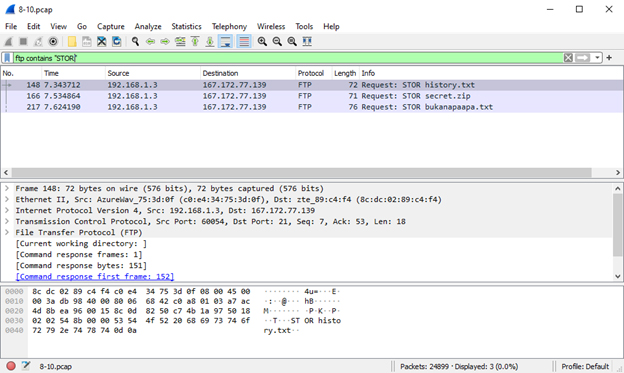 8-10.pcap
File Edit View Go Capture Analyze Statistics Telephony Wireless Tools Help
ftp contains "STOR"
No. Time Source Destination Protocol Length Info
148 7.343712 192.168.1.3 167.172.77.139 FTP 72 Request: STOR history.txt
166 7.534864 192.168.1.3 167.172.77.139 FTP 71 Request: STOR secret.zip
217 7.624190 192.168.1.3 167.172.77.139 FTP 76 Request: STOR bukanapaapa.txt
Frame 148: 72 bytes on wire (576 bits), 72 bytes captured (576 bits)
Ethernet II, Src: AzureWav_75:3d:0f (c0:e4:34:75:3d:0f), Dst: zte_89:c4:f4 (8c:dc:02:89:c4:f4)
Internet Protocol Version 4, Src: 192.168.1.3, Dst: 167.172.77.139
Transmission Control Protocol, Src Port: 60054, Dst Port: 21, Seq: 7, Ack: 53, Len: 18
File Transfer Protocol (FTP)
[Current working directory: ]
[Command response frames: 1]
[Command response bytes: 151]
[Command response first frame: 152]
0000 8c dc 02 89 c4 f4 c0 e4 34 75 3d 0f 08 00 45 00 ········ 4u=···E·
0010 00 3a db 98 40 00 80 06 68 42 c0 a8 01 03 a7 ac ·:··@··· hB······
0020 4d 8b ea 96 00 15 8c 0d 82 50 c7 4b 1a 97 50 18 M······· ·P·K··P·
0030 02 02 54 8b 00 00 53 54 4f 52 20 68 69 73 74 6f ··T···ST OR histo
0040 72 79 2e 74 78 74 0d 0a ry.txt··
8-10.pcap Packets: 24899 · Displayed: 3 (0.0%) Profile: Default